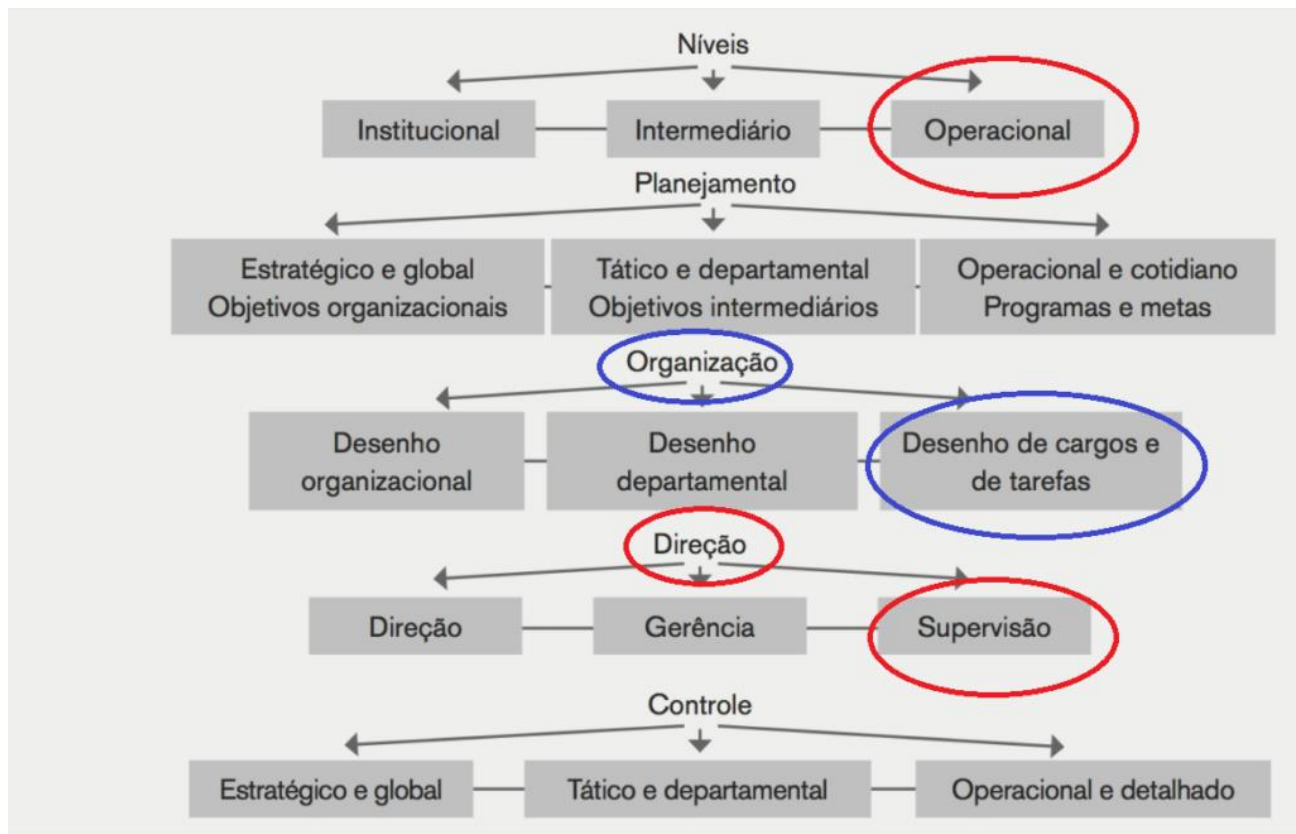 Níveis
Institucional
Intermediário
Operacional
Planejamento
Estratégico e global
Objetivos organizacionais
Tático e departamental
Objetivos intermediários
Operacional e cotidiano
Programas e metas
Organização
Desenho
organizacional
Desenho
departamental
Desenho de cargos e
de tarefas
Direção
Direção
Gerência
Supervisão
Controle
Estratégico e global
Tático e departamental
Operacional e detalhado